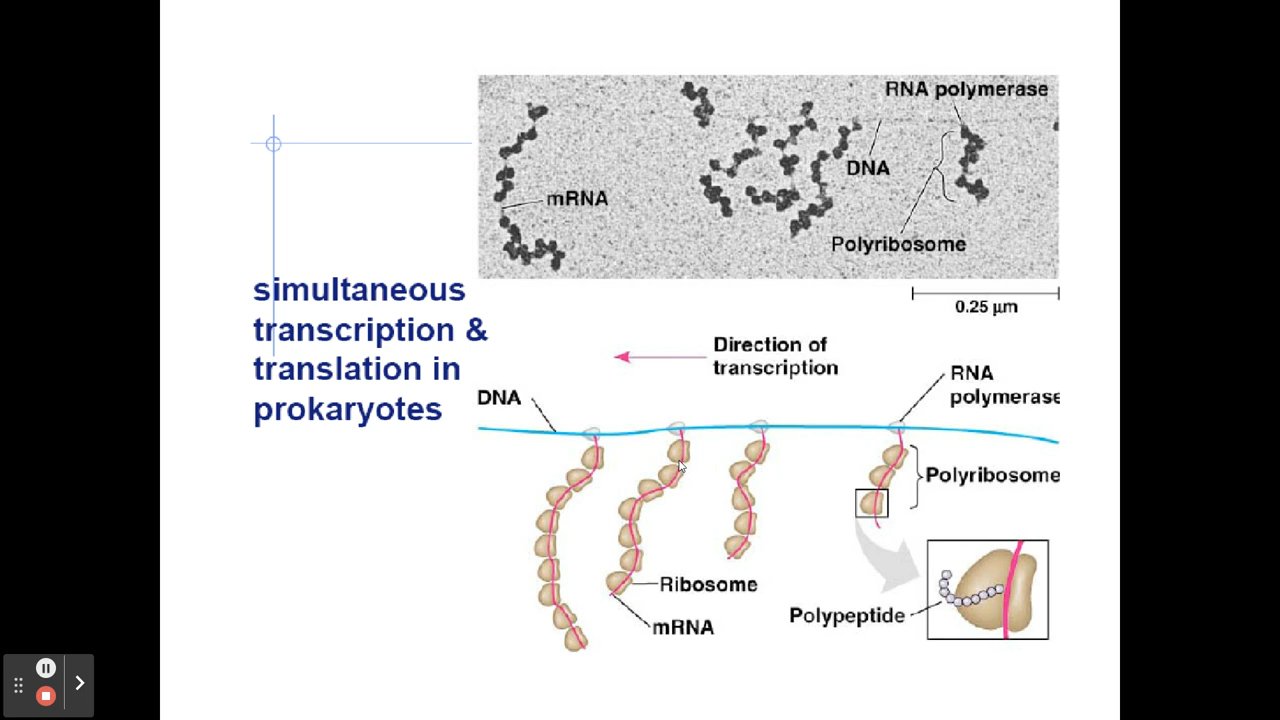 RNA polymerase
DNA
mRNA
Polyribosome
simultaneous
transcription &
translation in
prokaryotes
0.25 µm
Direction of
transcription
RNA
polymerase
DNA
Polyribosome
Ribosome
mRNA
Polypeptide